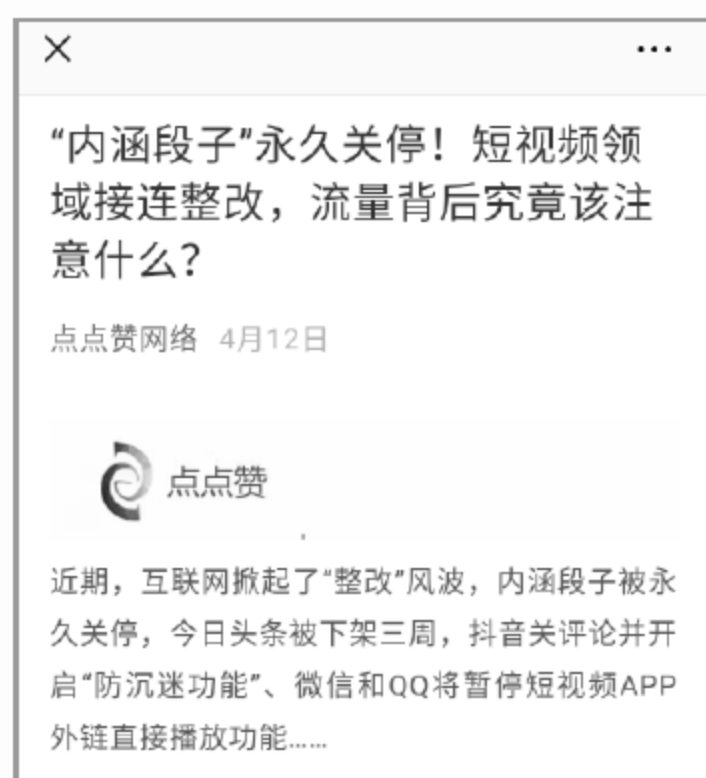 “内涵段子”永久关停！短视频领
域接连整改，流量背后究竟该注
意什么？
点点赞网络 4月12日
点点赞
近期，互联网掀起了“整改”风波，内涵段子被永
久关停，今日头条被下架三周，抖音关评论并开
启“防沉迷功能”、微信和QQ将暂停短视频APP
外链直接播放功能……